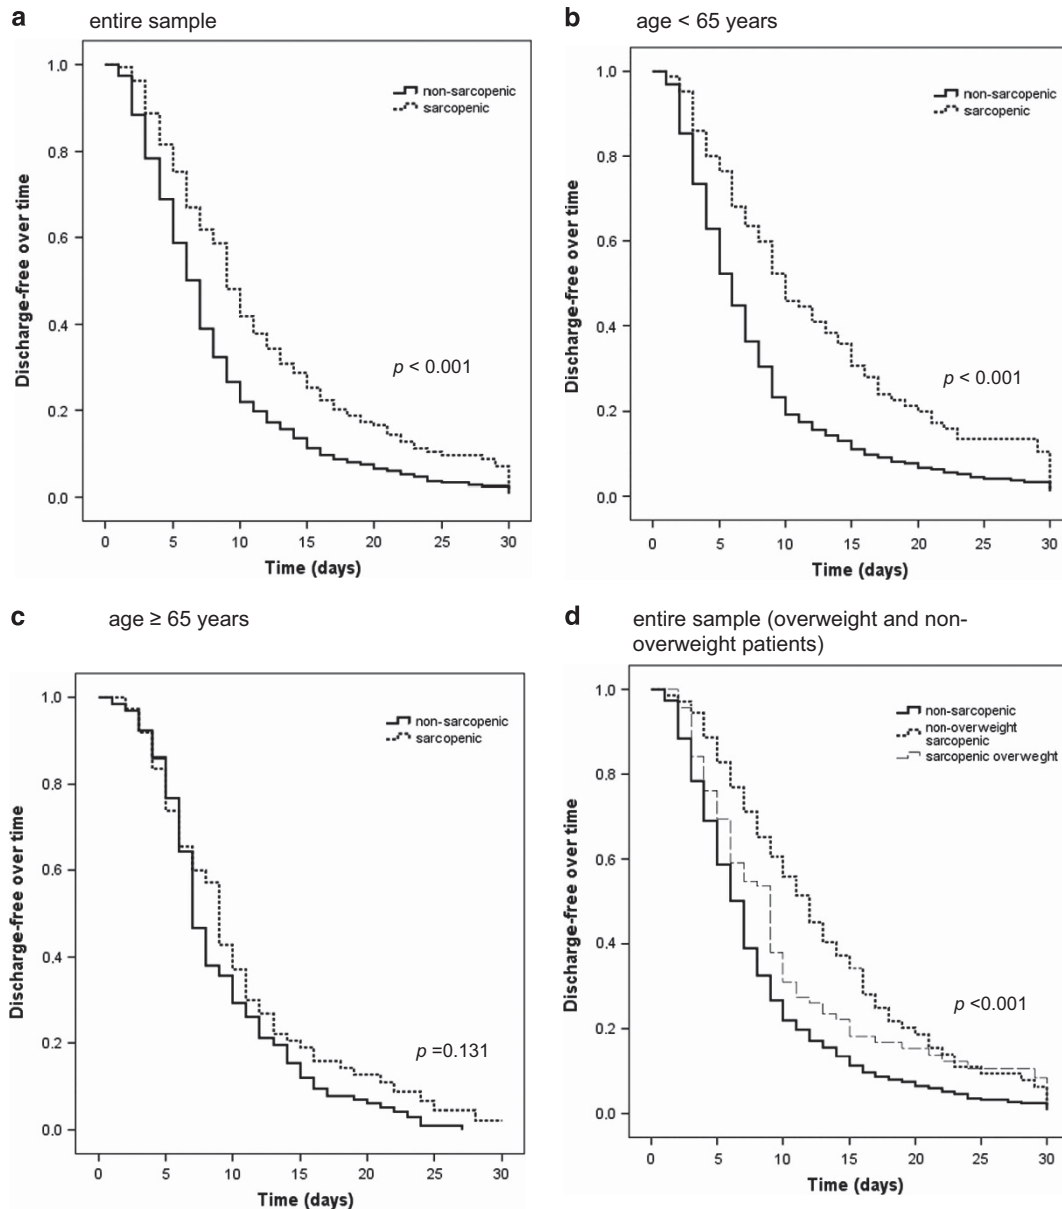 a entire sample
1.0
0.8
0.6
0.4
0.2
0.0
Discharge-free over time
non-sarcopenic
sarcopenic
p < 0.001
0 5 10 15 20 25 30
Time (days)
b age < 65 years
1.0
0.8
0.6
0.4
0.2
0.0
Discharge-free over time
non-sarcopenic
sarcopenic
p < 0.001
0 5 10 15 20 25 30
Time (days)
c age ≥ 65 years
1.0
0.8
0.6
0.4
0.2
0.0
Discharge-free over time
non-sarcopenic
sarcopenic
p =0.131
0 5 10 15 20 25 30
Time (days)
d entire sample (overweight and non-
overweight patients)
1.0
0.8
0.6
0.4
0.2
0.0
Discharge-free over time
non-sarcopenic
non-overweight
sarcopenic
sarcopenic overweght
p <0.001
0 5 10 15 20 25 30
Time (days)